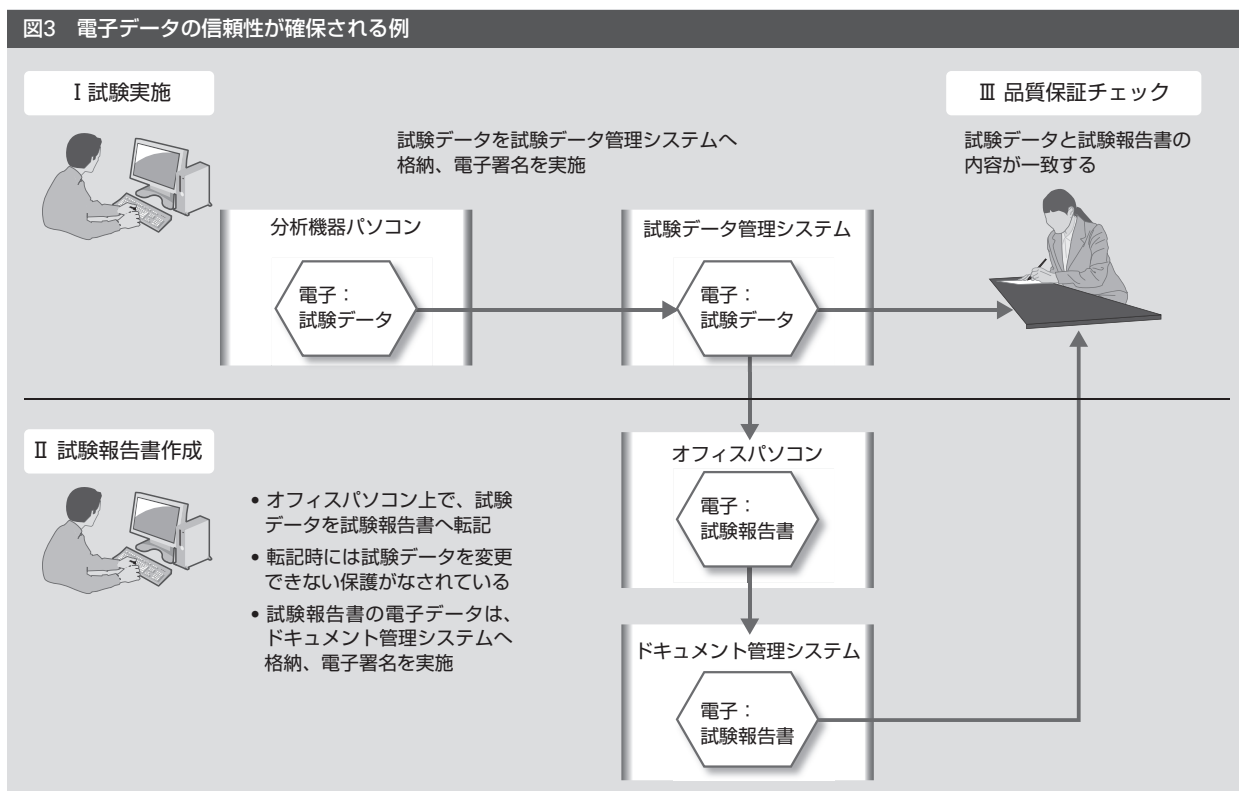 図3 電子データの信頼性が確保される例
Ⅰ 試験実施
試験データを試験データ管理システムへ
格納、電子署名を実施
Ⅲ 品質保証チェック
試験データと試験報告書の
内容が一致する
分析機器パソコン
電子：
試験データ
試験データ管理システム
電子：
試験データ
Ⅱ 試験報告書作成
• オフィスパソコン上で、試験
データを試験報告書へ転記
• 転記時には試験データを変更
できない保護がなされている
• 試験報告書の電子データは、
ドキュメント管理システムへ
格納、電子署名を実施
オフィスパソコン
電子：
試験報告書
ドキュメント管理システム
電子：
試験報告書